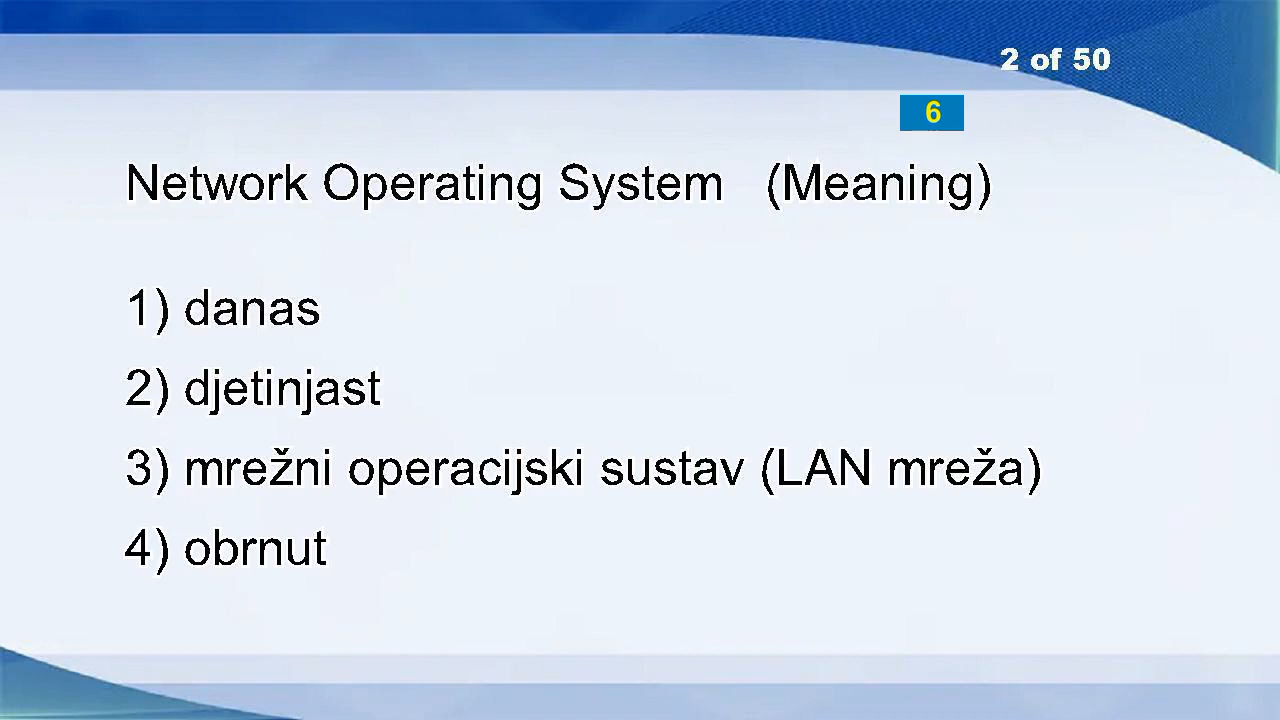 2 of 50
6
Network Operating System (Meaning)
1) danas
2) djetinjast
3) mrežni operacijski sustav (LAN mreža)
4) obrnut